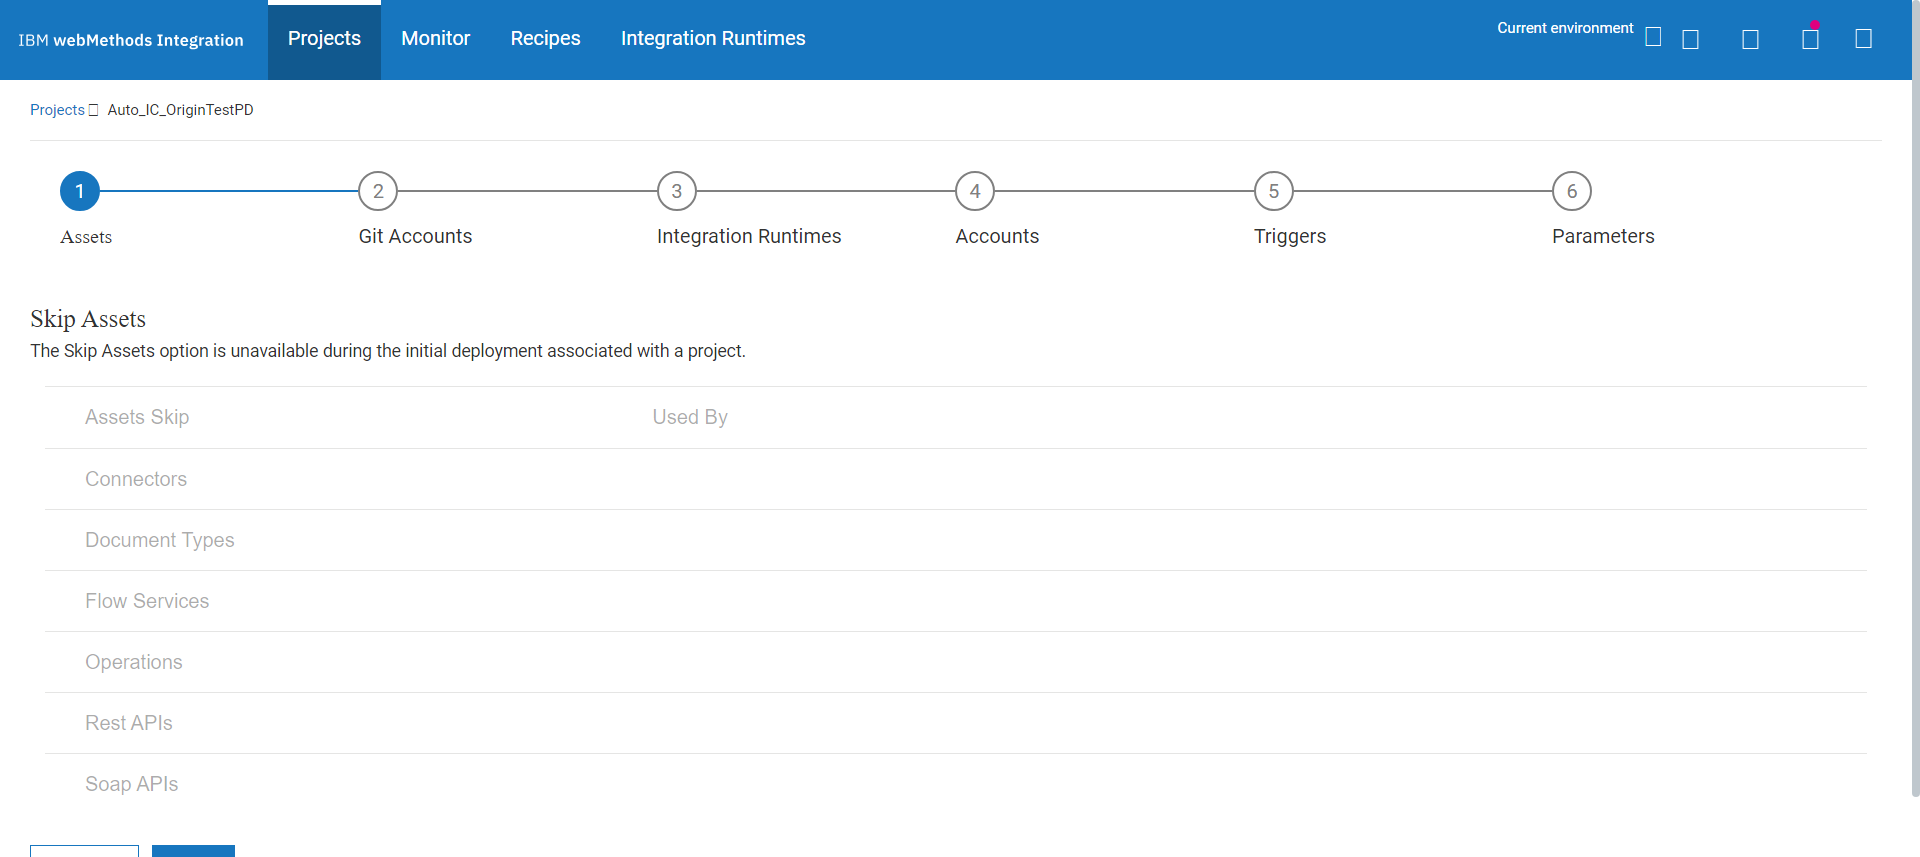 IBM webMethods Integration
Projects
Monitor
Recipes
Integration Runtimes
Current environment
Projects Auto_IC_OriginTestPD
1
2
3
4
5
6
Assets
Git Accounts
Integration Runtimes
Accounts
Triggers
Parameters
Skip Assets
The Skip Assets option is unavailable during the initial deployment associated with a project.
Assets Skip
Used By
Connectors
Document Types
Flow Services
Operations
Rest APIs
Soap APIs